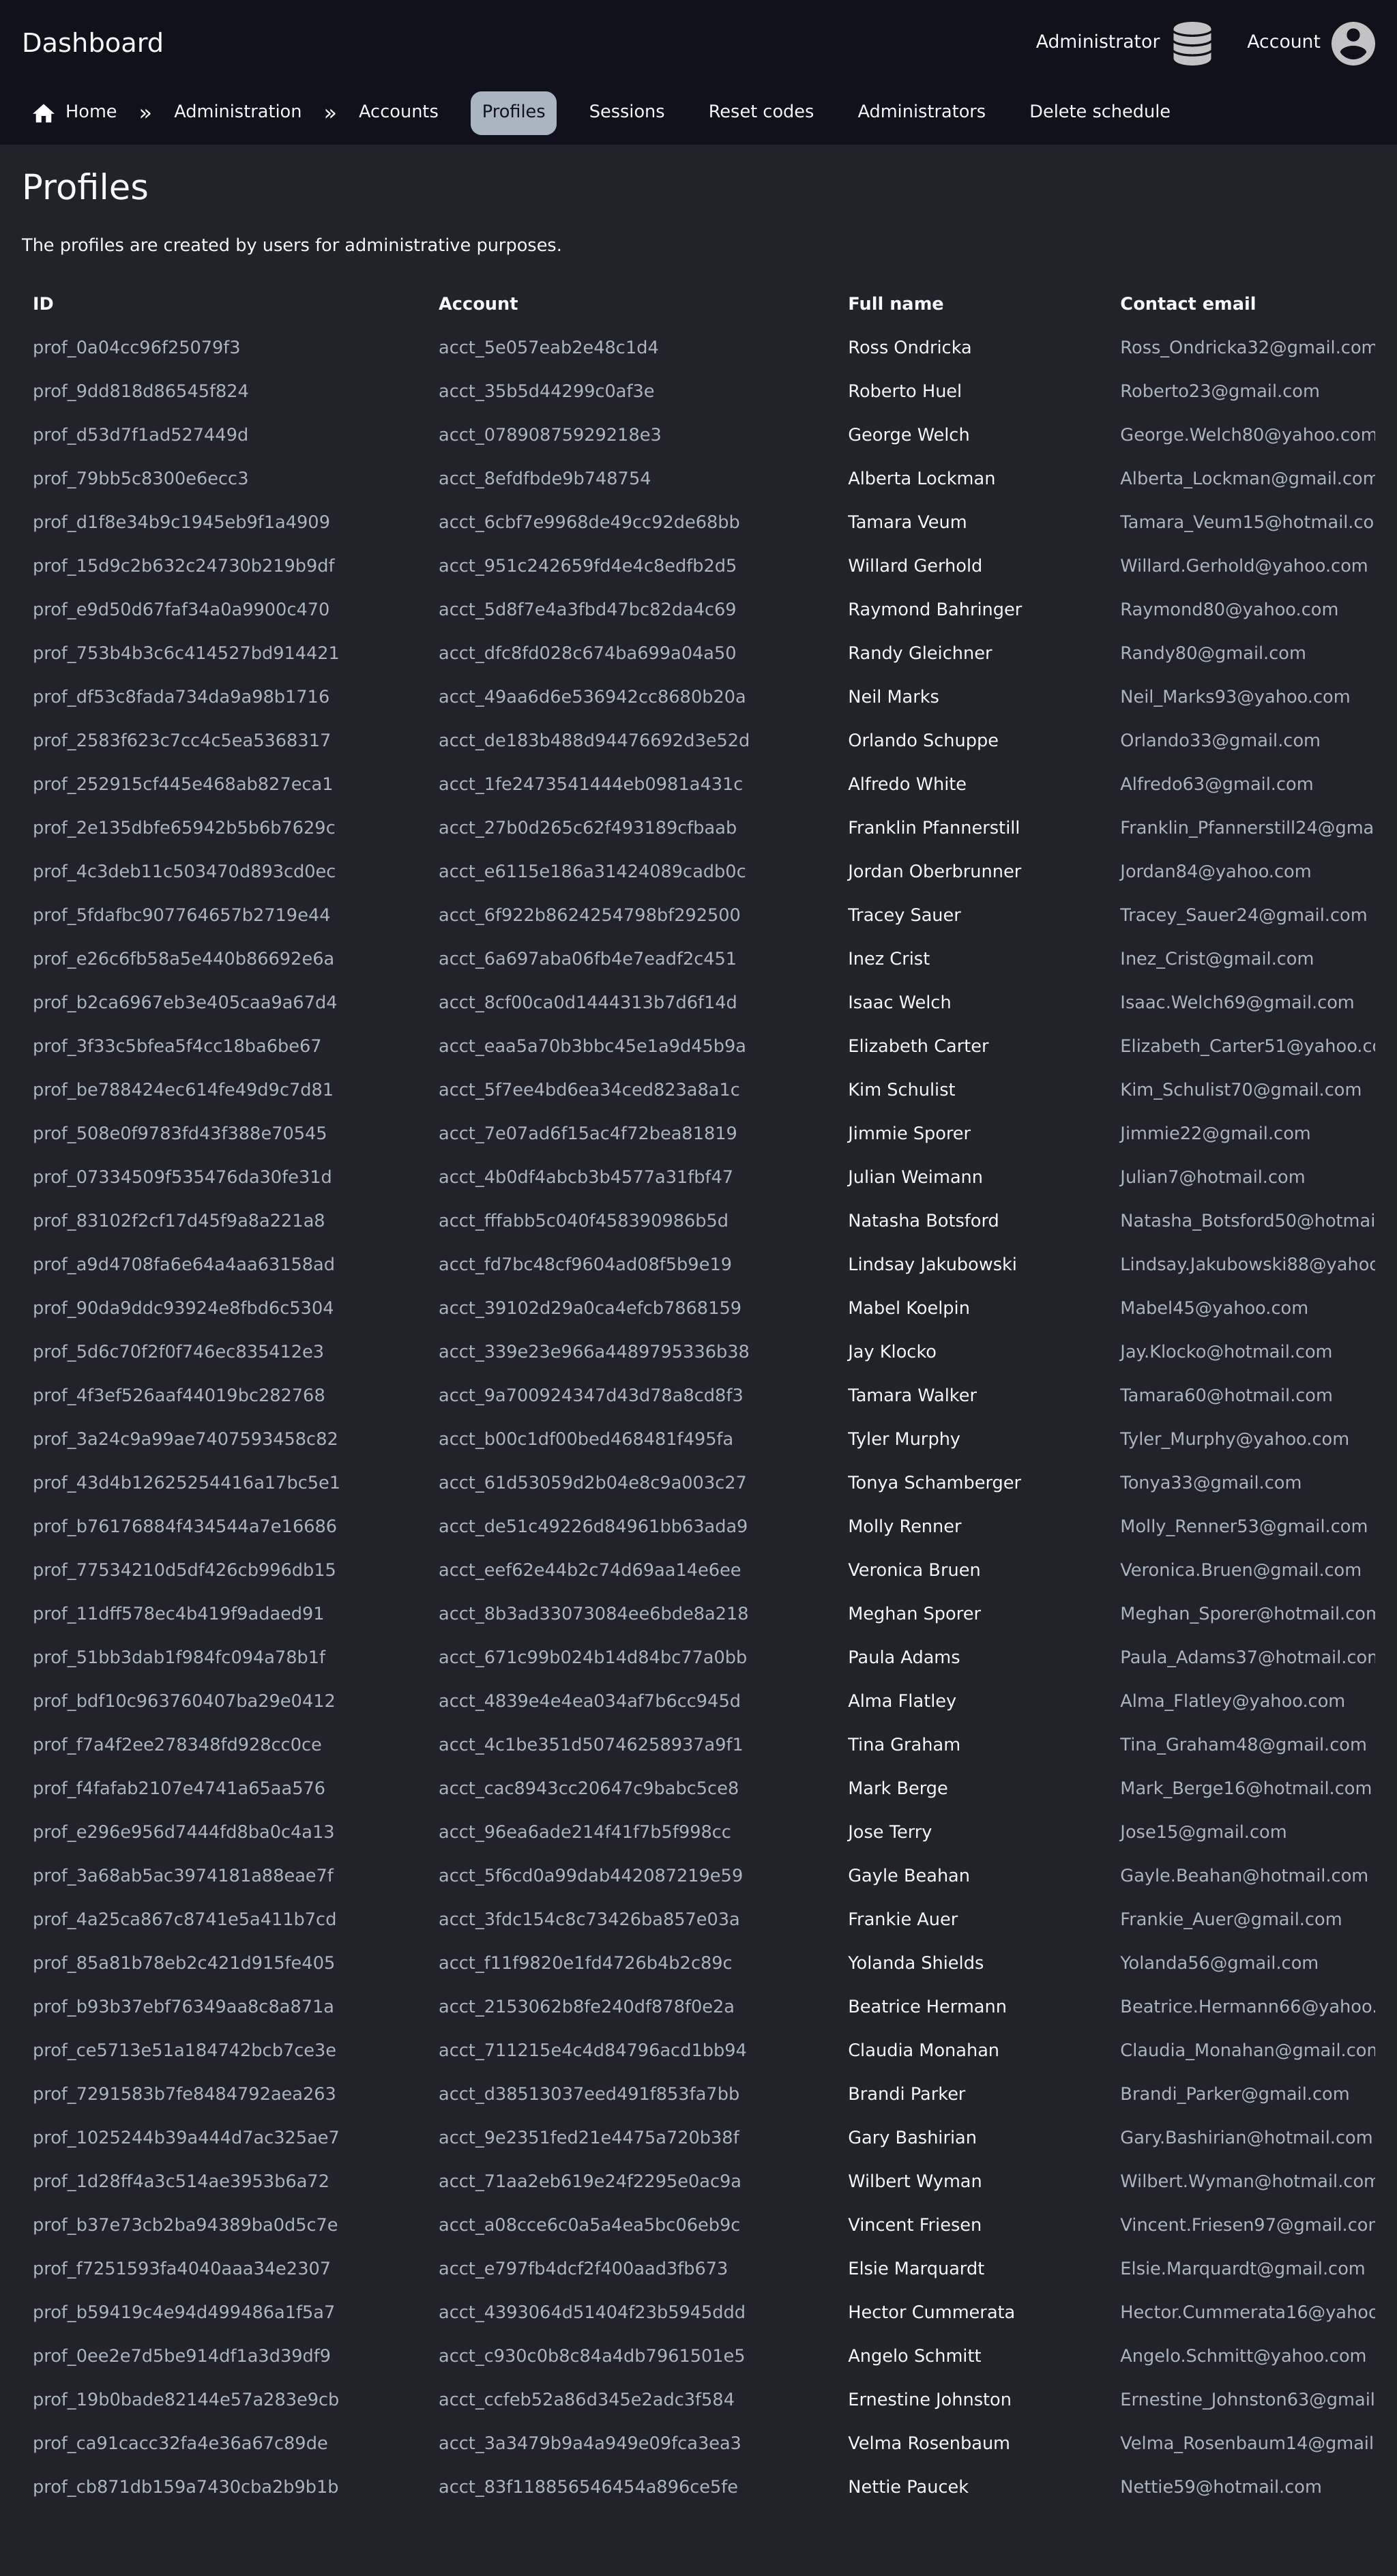 Dashboard
Administrator
Account
Home » Administration » Accounts Profiles Sessions Reset codes Administrators Delete schedule
Profiles
The profiles are created by users for administrative purposes.
ID Account Full name Contact email
prof_0a04cc96f25079f3 acct_5e057eab2e48c1d4 Ross Ondricka Ross_Ondricka32@gmail.com
prof_9dd818d86545f824 acct_35b5d44299c0af3e Roberto Huel Roberto23@gmail.com
prof_d53d7f1ad527449d acct_07890875929218e3 George Welch George.Welch80@yahoo.com
prof_79bb5c8300e6ecc3 acct_8efdfbde9b748754 Alberta Lockman Alberta_Lockman@gmail.com
prof_d1f8e34b9c1945eb9f1a4909 acct_6cbf7e9968de49cc92de68bb Tamara Veum Tamara_Veum15@hotmail.co
prof_15d9c2b632c24730b219b9df acct_951c242659fd4e4c8edfb2d5 Willard Gerhold Willard.Gerhold@yahoo.com
prof_e9d50d67faf34a0a9900c470 acct_5d8f7e4a3fbd47bc82da4c69 Raymond Bahringer Raymond80@yahoo.com
prof_753b4b3c6c414527bd914421 acct_dfc8fd028c674ba699a04a50 Randy Gleichner Randy80@gmail.com
prof_df53c8fada734da9a98b1716 acct_49aa6d6e536942cc8680b20a Neil Marks Neil_Marks93@yahoo.com
prof_2583f623c7cc4c5ea5368317 acct_de183b488d94476692d3e52d Orlando Schuppe Orlando33@gmail.com
prof_252915cf445e468ab827eca1 acct_1fe2473541444eb0981a431c Alfredo White Alfredo63@gmail.com
prof_2e135dbfe65942b5b6b7629c acct_27b0d265c62f493189cfbaab Franklin Pfannerstill Franklin_Pfannerstill24@gma
prof_4c3deb11c503470d893cd0ec acct_e6115e186a31424089cadb0c Jordan Oberbrunner Jordan84@yahoo.com
prof_5fdafbc907764657b2719e44 acct_6f922b8624254798bf292500 Tracey Sauer Tracey_Sauer24@gmail.com
prof_e26c6fb58a5e440b86692e6a acct_6a697aba06fb4e7eadf2c451 Inez Crist Inez_Crist@gmail.com
prof_b2ca6967eb3e405caa9a67d4 acct_8cf00ca0d1444313b7d6f14d Isaac Welch Isaac.Welch69@gmail.com
prof_3f33c5bfea5f4cc18ba6be67 acct_eaa5a70b3bbc45e1a9d45b9a Elizabeth Carter Elizabeth_Carter51@yahoo.co
prof_be788424ec614fe49d9c7d81 acct_5f7ee4bd6ea34ced823a8a1c Kim Schulist Kim_Schulist70@gmail.com
prof_508e0f9783fd43f388e70545 acct_7e07ad6f15ac4f72bea81819 Jimmie Sporer Jimmie22@gmail.com
prof_07334509f535476da30fe31d acct_4b0df4abcb3b4577a31fbf47 Julian Weimann Julian7@hotmail.com
prof_83102f2cf17d45f9a8a221a8 acct_fffabb5c040f458390986b5d Natasha Botsford Natasha_Botsford50@hotmai
prof_a9d4708fa6e64a4aa63158ad acct_fd7bc48cf9604ad08f5b9e19 Lindsay Jakubowski Lindsay.Jakubowski88@yahoo
prof_90da9ddc93924e8fbd6c5304 acct_39102d29a0ca4efcb7868159 Mabel Koelpin Mabel45@yahoo.com
prof_5d6c70f2f0f746ec835412e3 acct_339e23e966a4489795336b38 Jay Klocko Jay.Klocko@hotmail.com
prof_4f3ef526aaf44019bc282768 acct_9a700924347d43d78a8cd8f3 Tamara Walker Tamara60@hotmail.com
prof_3a24c9a99ae7407593458c82 acct_b00c1df00bed468481f495fa Tyler Murphy Tyler_Murphy@yahoo.com
prof_43d4b12625254416a17bc5e1 acct_61d53059d2b04e8c9a003c27 Tonya Schamberger Tonya33@gmail.com
prof_b76176884f434544a7e16686 acct_de51c49226d84961bb63ada9 Molly Renner Molly_Renner53@gmail.com
prof_77534210d5df426cb996db15 acct_eef62e44b2c74d69aa14e6ee Veronica Bruen Veronica.Bruen@gmail.com
prof_11dff578ec4b419f9adaed91 acct_8b3ad33073084ee6bde8a218 Meghan Sporer Meghan_Sporer@hotmail.com
prof_51bb3dab1f984fc094a78b1f acct_671c99b024b14d84bc77a0bb Paula Adams Paula_Adams37@hotmail.com
prof_bdf10c963760407ba29e0412 acct_4839e4e4ea034af7b6cc945d Alma Flatley Alma_Flatley@yahoo.com
prof_f7a4f2ee278348fd928cc0ce acct_4c1be351d50746258937a9f1 Tina Graham Tina_Graham48@gmail.com
prof_f4fafab2107e4741a65aa576 acct_cac8943cc20647c9babc5ce8 Mark Berge Mark_Berge16@hotmail.com
prof_e296e956d7444fd8ba0c4a13 acct_96ea6ade214f41f7b5f998cc Jose Terry Jose15@gmail.com
prof_3a68ab5ac3974181a88eae7f acct_5f6cd0a99dab442087219e59 Gayle Beahan Gayle.Beahan@hotmail.com
prof_4a25ca867c8741e5a411b7cd acct_3fdc154c8c73426ba857e03a Frankie Auer Frankie_Auer@gmail.com
prof_85a81b78eb2c421d915fe405 acct_f11f9820e1fd4726b4b2c89c Yolanda Shields Yolanda56@gmail.com
prof_b93b37ebf76349aa8c8a871a acct_2153062b8fe240df878f0e2a Beatrice Hermann Beatrice.Hermann66@yahoo.
prof_ce5713e51a184742bcb7ce3e acct_711215e4c4d84796acd1bb94 Claudia Monahan Claudia_Monahan@gmail.com
prof_7291583b7fe8484792aea263 acct_d38513037eed491f853fa7bb Brandi Parker Brandi_Parker@gmail.com
prof_1025244b39a444d7ac325ae7 acct_9e2351fed21e4475a720b38f Gary Bashirian Gary.Bashirian@hotmail.com
prof_1d28ff4a3c514ae3953b6a72 acct_71aa2eb619e24f2295e0ac9a Wilbert Wyman Wilbert.Wyman@hotmail.com
prof_b37e73cb2ba94389ba0d5c7e acct_a08cce6c0a5a4ea5bc06eb9c Vincent Friesen Vincent.Friesen97@gmail.com
prof_f7251593fa4040aaa34e2307 acct_e797fb4dcf2f400aad3fb673 Elsie Marquardt Elsie.Marquardt@gmail.com
prof_b59419c4e94d499486a1f5a7 acct_4393064d51404f23b5945ddd Hector Cummerata Hector.Cummerata16@yahoo
prof_0ee2e7d5be914df1a3d39df9 acct_c930c0b8c84a4db7961501e5 Angelo Schmitt Angelo.Schmitt@yahoo.com
prof_19b0bade82144e57a283e9cb acct_ccfeb52a86d345e2adc3f584 Ernestine Johnston Ernestine_Johnston63@gmail
prof_ca91cacc32fa4e36a67c89de acct_3a3479b9a4a949e09fca3ea3 Velma Rosenbaum Velma_Rosenbaum14@gmail
prof_cb871db159a7430cba2b9b1b acct_83f118856546454a896ce5fe Nettie Paucek Nettie59@hotmail.com